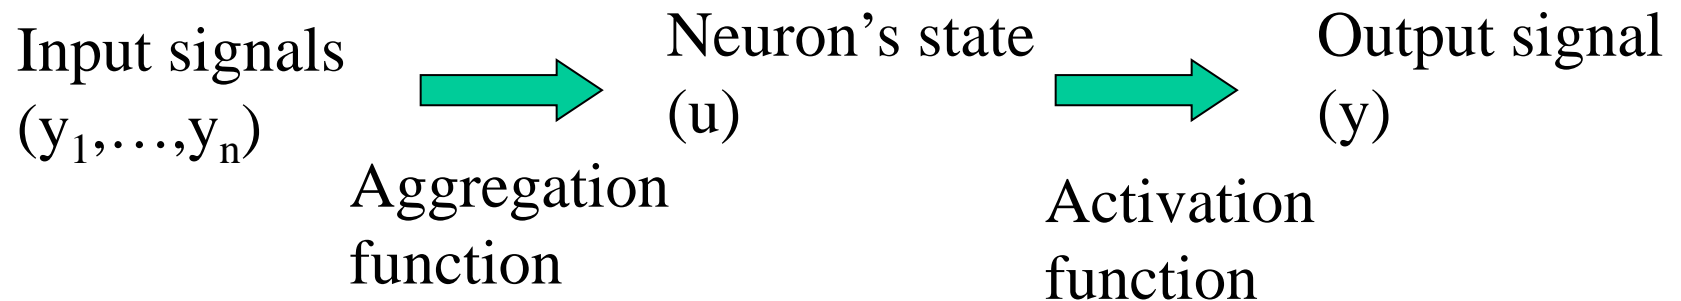 Input signals
(y₁,…,yₙ)
Aggregation
function
Neuron’s state
(u)
Activation
function
Output signal
(y)